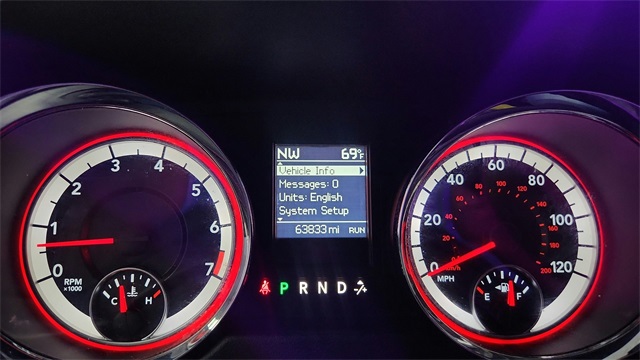 NW 69°F
Vehicle Info
Messages: 0
Units: English
System Setup
63833 mi RUN
P R N D
0 1 2 3 4 5 6 7
RPM
×1000
C H
0 20 40 60 80 100 120
MPH
E F